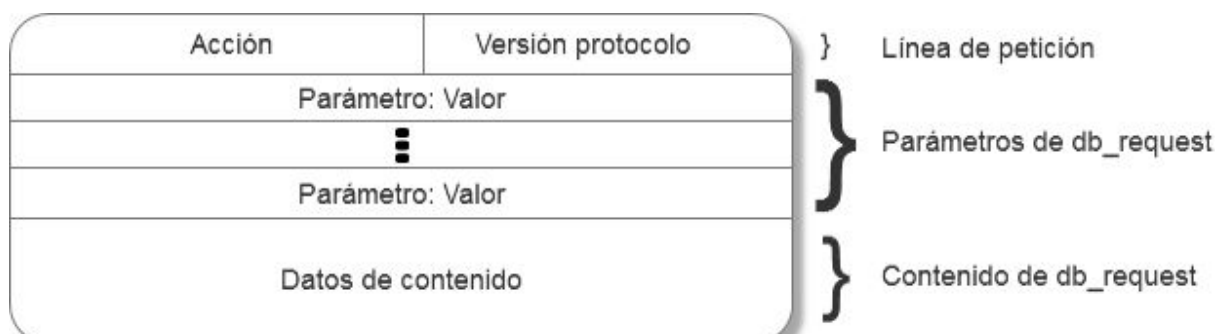 Acción Versión protocolo } Línea de petición
Parámetro: Valor
Parámetros de db_request
Parámetro: Valor
Datos de contenido } Contenido de db_request